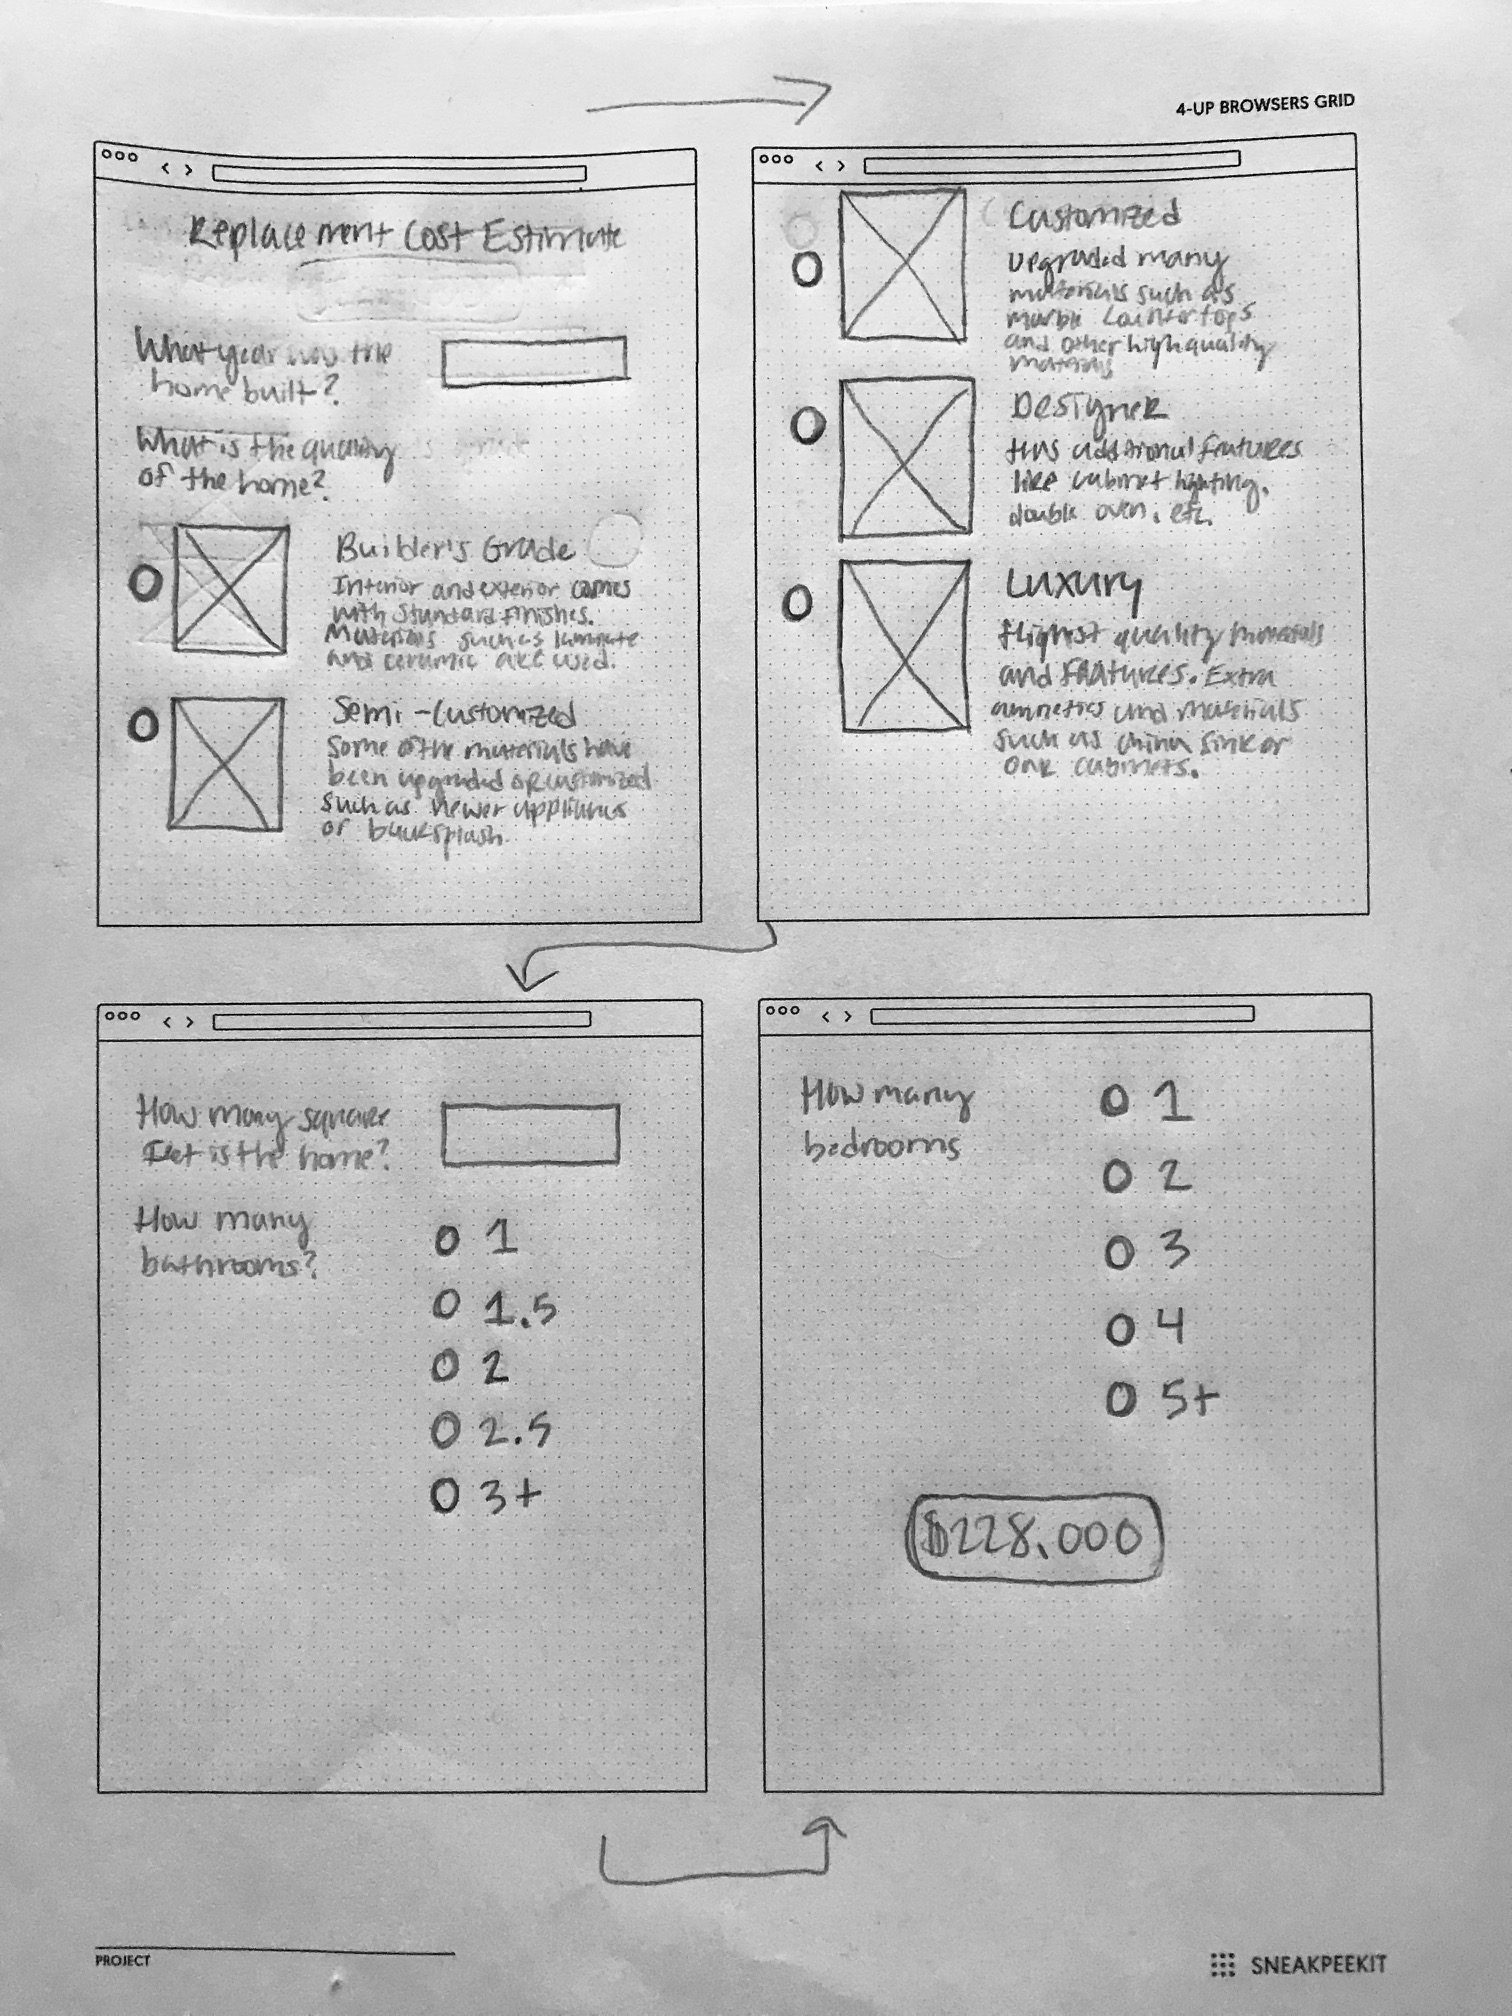 4-UP BROWSERS GRID
Replacement Cost Estimate
What year was the
home built?
What is the quality
of the home?
Builder's Grade
Interior and exterior comes
with standard finishes.
Materials such as laminate
and ceramic are used.
Semi-Customized
Some of the materials have
been upgraded or customized
such as newer appliances
or backsplash.
Customized
Upgraded many
materials such as
marble countertops
and other high quality
materials
Designer
Has additional features
like cabinet lighting,
double oven, etc.
Luxury
Highest quality materials
and features. Extra
and materials
such as china sink or
cabinets.
How many square
feet is the home?
How many
bathrooms?
1
1.5
2
2.5
3+
How many
bedrooms
1
2
3
4
5+
$228,000
PROJECT
SNEAKPEEKIT